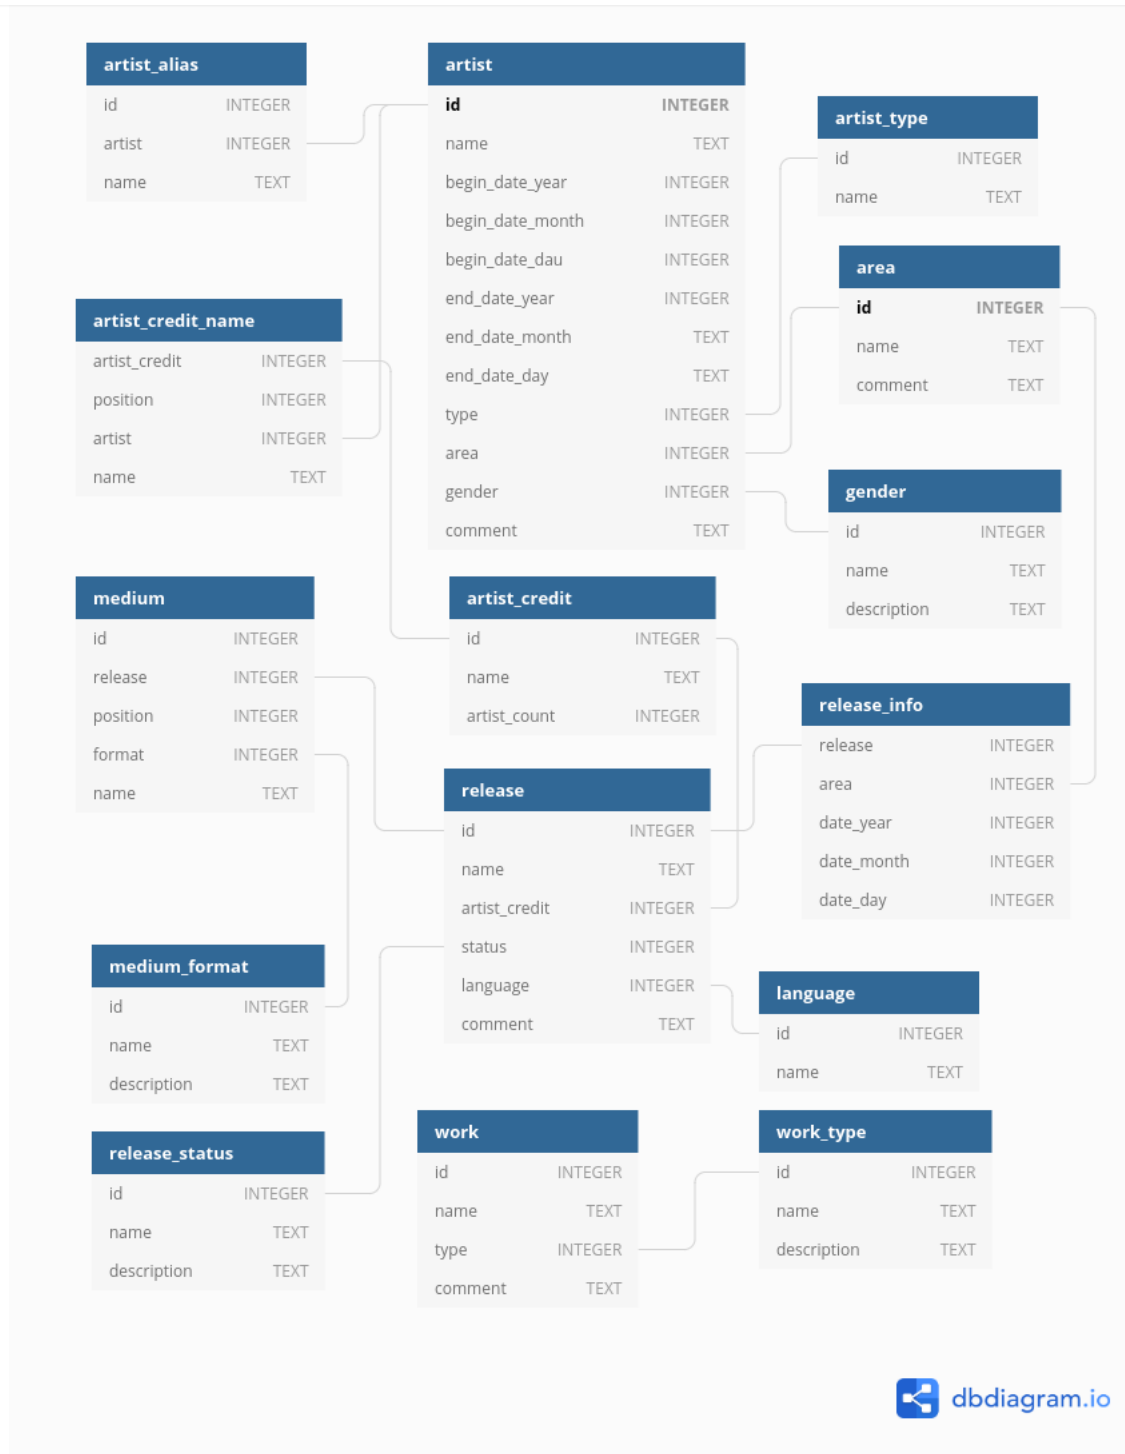 artist_alias
id INTEGER
artist INTEGER
name TEXT
artist
id INTEGER
name TEXT
begin_date_year INTEGER
begin_date_month INTEGER
begin_date_dau INTEGER
end_date_year INTEGER
end_date_month TEXT
end_date_day TEXT
type INTEGER
area INTEGER
gender INTEGER
comment TEXT
artist_type
id INTEGER
name TEXT
area
id INTEGER
name TEXT
comment TEXT
artist_credit_name
artist_credit INTEGER
position INTEGER
artist INTEGER
name TEXT
gender
id INTEGER
name TEXT
description TEXT
medium
id INTEGER
release INTEGER
position INTEGER
format INTEGER
name TEXT
artist_credit
id INTEGER
name TEXT
artist_count INTEGER
release_info
release INTEGER
area INTEGER
date_year INTEGER
date_month INTEGER
date_day INTEGER
release
id INTEGER
name TEXT
artist_credit INTEGER
status INTEGER
language INTEGER
comment TEXT
medium_format
id INTEGER
name TEXT
description TEXT
language
id INTEGER
name TEXT
release_status
id INTEGER
name TEXT
description TEXT
work
id INTEGER
name TEXT
type INTEGER
comment TEXT
work_type
id INTEGER
name TEXT
description TEXT
dbdiagram.io